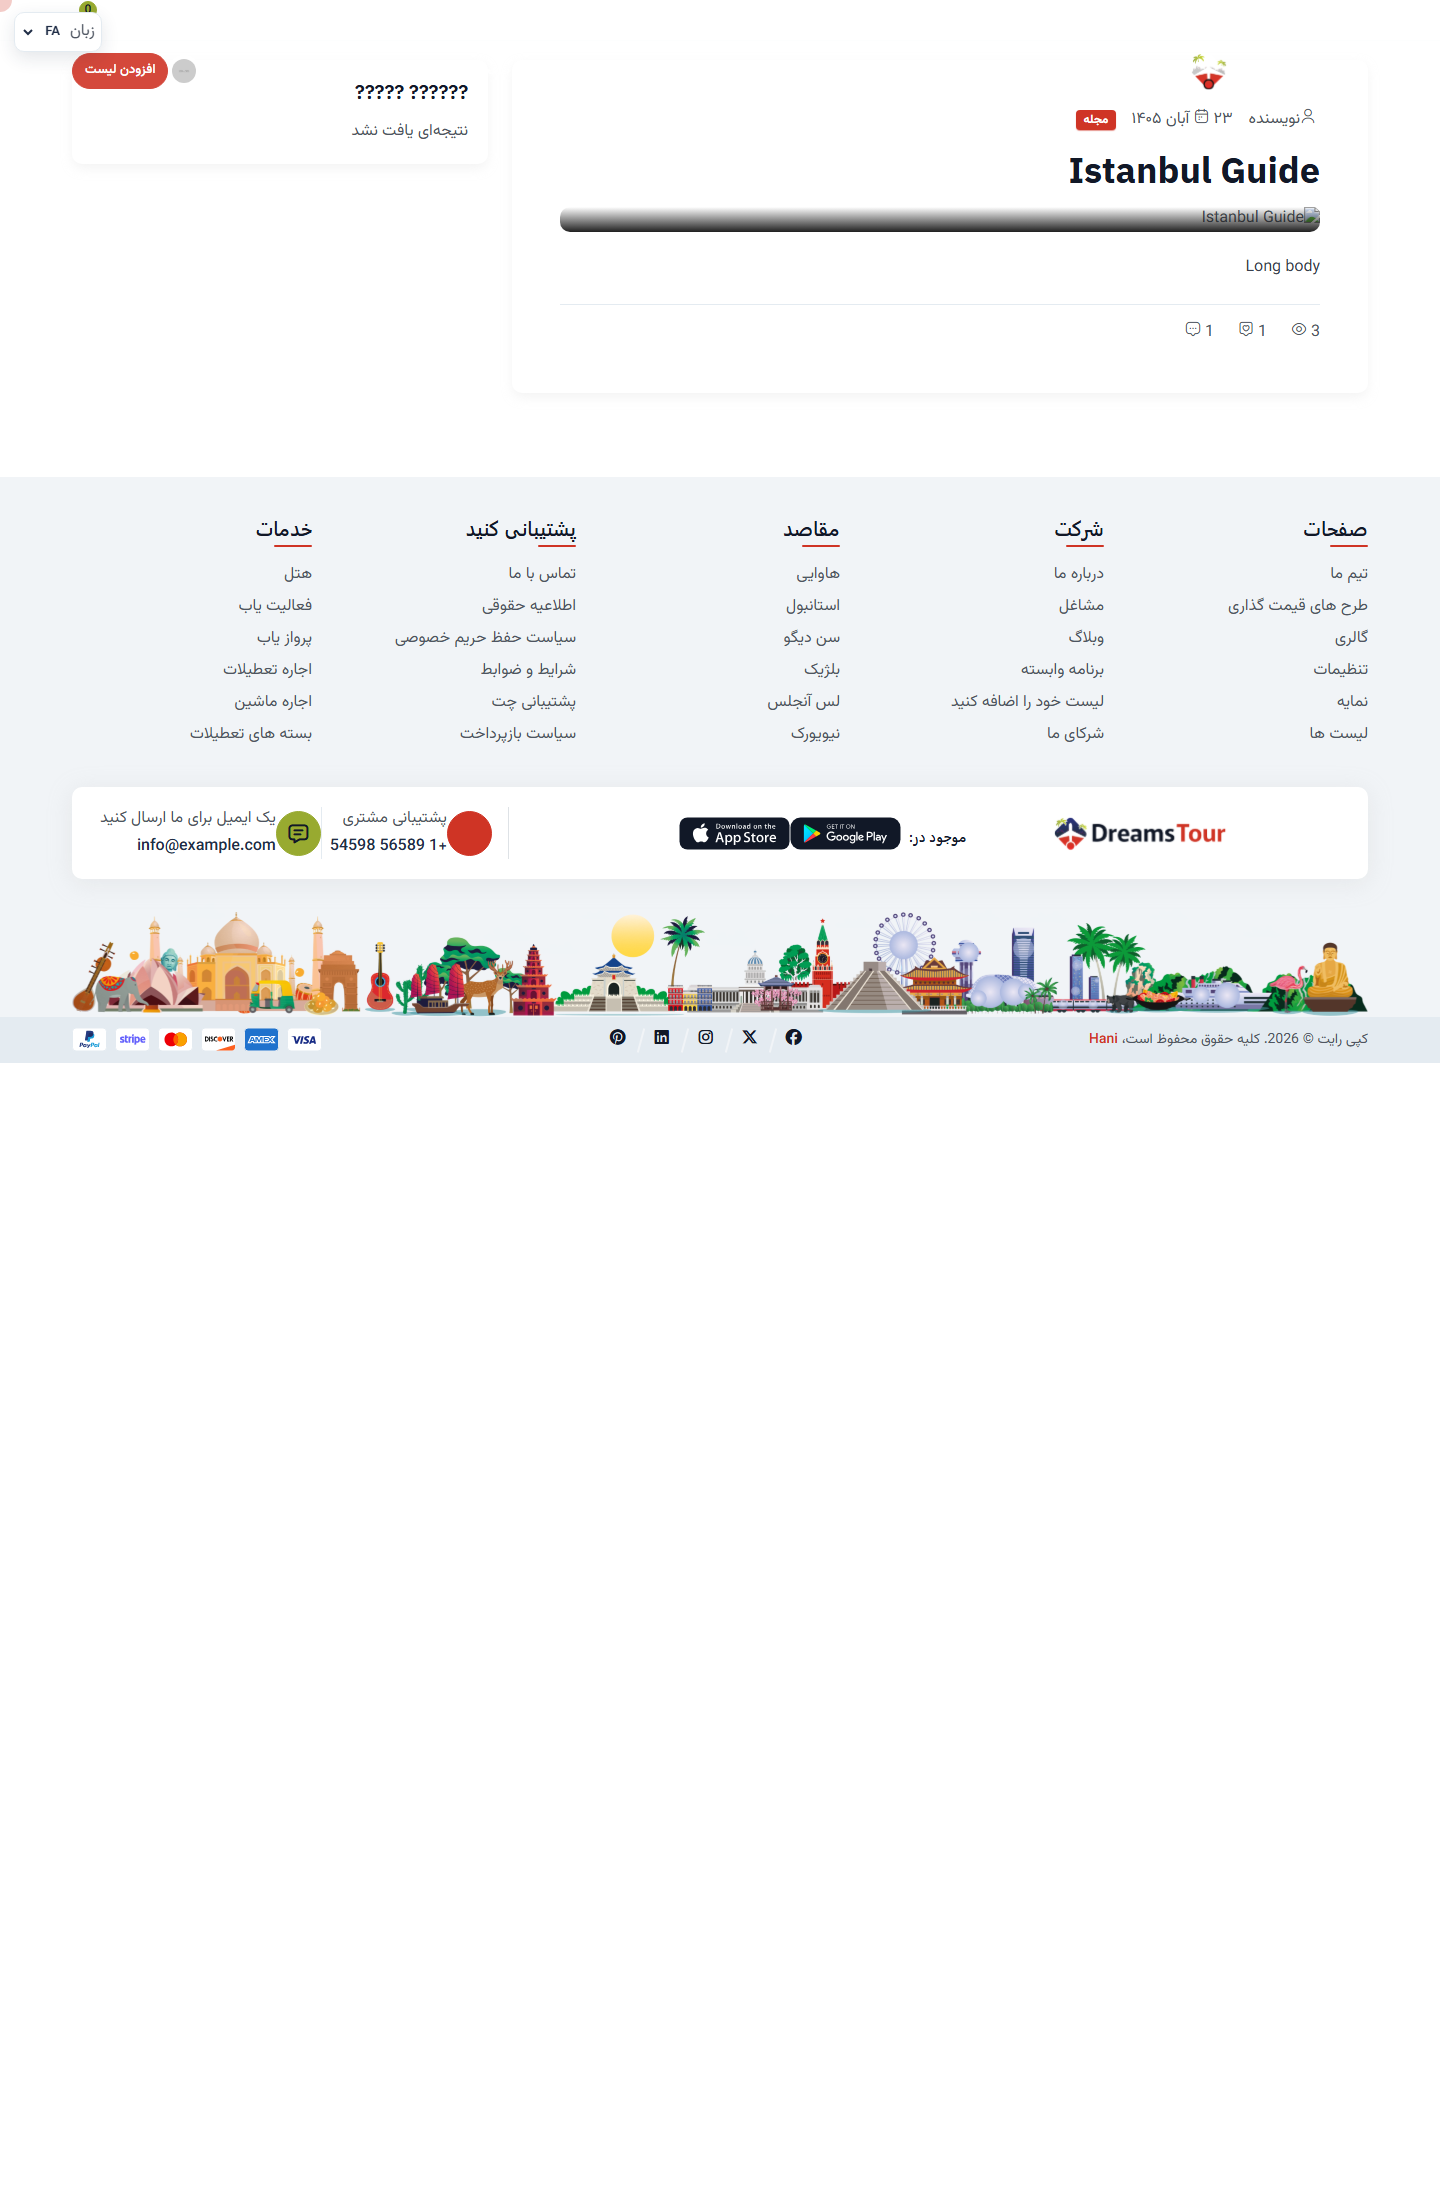 0
زبان FA
افزودن لیست
?????? ?????
نتیجه‌ای یافت نشد
نویسنده ۲۳ آبان ۱۴۰۵ مجله
Istanbul Guide
Istanbul Guide
Long body
3 1 1
صفحات
تیم ما
طرح های قیمت گذاری
گالری
تنظیمات
نمایه
لیست ها
شرکت
درباره ما
مشاغل
وبلاگ
برنامه وابسته
لیست خود را اضافه کنید
شرکای ما
مقاصد
هاوایی
استانبول
سن دیگو
بلژیک
لس آنجلس
نیویورک
پشتیبانی کنید
تماس با ما
اطلاعیه حقوقی
سیاست حفظ حریم خصوصی
شرایط و ضوابط
پشتیبانی چت
سیاست بازپرداخت
خدمات
هتل
فعالیت یاب
پرواز یاب
اجاره تعطیلات
اجاره ماشین
بسته های تعطیلات
DreamsTour
موجود در:
GET IT ON
Google Play
Download on the
App Store
پشتیبانی مشتری
+1 56589 54598
یک ایمیل برای ما ارسال کنید
info@example.com
کپی رایت © 2026. کلیه حقوق محفوظ است، Hani
PayPal stripe DISCOVER AMEX VISA